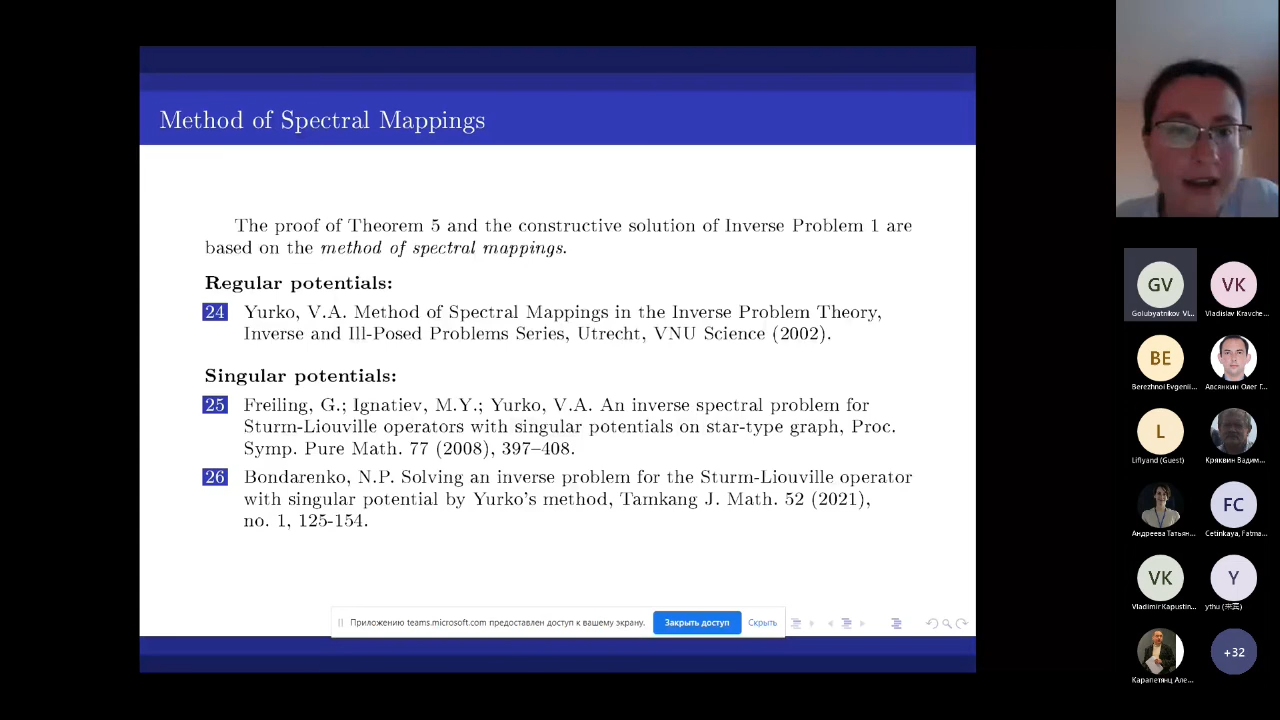 Method of Spectral Mappings
The proof of Theorem 5 and the constructive solution of Inverse Problem 1 are
based on the method of spectral mappings.
Regular potentials:
24 Yurko, V.A. Method of Spectral Mappings in the Inverse Problem Theory,
Inverse and Ill-Posed Problems Series, Utrecht, VNU Science (2002).
Singular potentials:
25 Freiling, G.; Ignatiev, M.Y.; Yurko, V.A. An inverse spectral problem for
Sturm-Liouville operators with singular potentials on star-type graph, Proc.
Symp. Pure Math. 77 (2008), 397–408.
26 Bondarenko, N.P. Solving an inverse problem for the Sturm-Liouville operator
with singular potential by Yurko's method, Tamkang J. Math. 52 (2021),
no. 1, 125-154.
Приложению teams.microsoft.com предоставлен доступ к вашему экрану.
Закрыть доступ
Скрыть
GV
Golubyatnikov Vl...
VK
Vladislav Kravche...
BE
Berezhnoi Evgenii...
Авсянкин Олег Г...
L
Liflyand (Guest)
Кряквин Вадим...
Андреева Татьян...
FC
Cetinkaya, Fatma...
VK
Vladimir Kapustin...
Y
Карапетянц Але...
+32